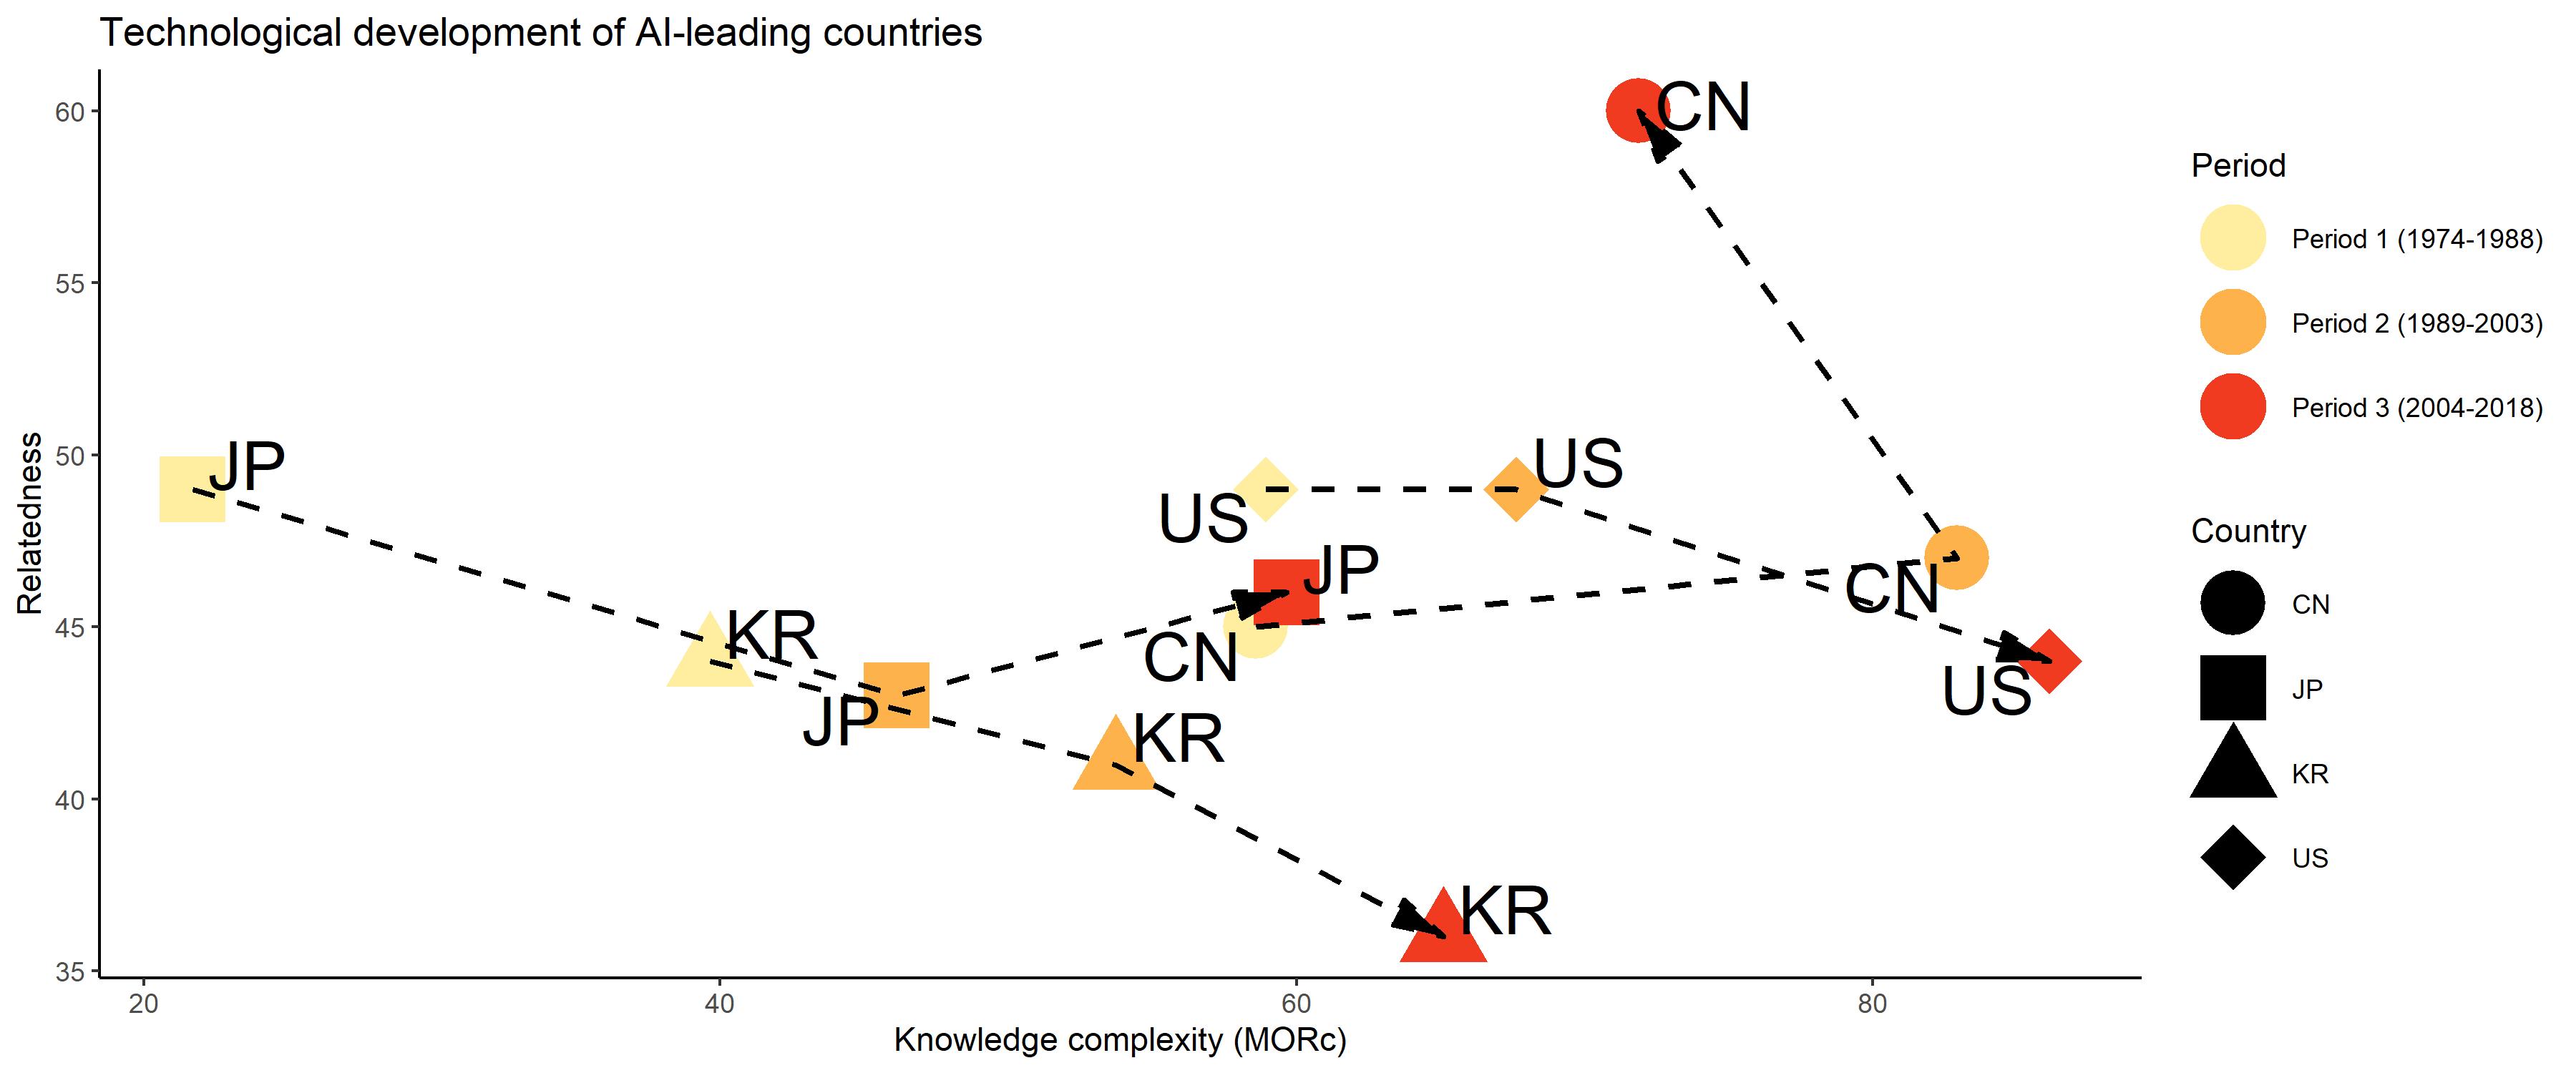 Technological development of AI-leading countries
Relatedness
60
55
50
45
40
35
20
40
60
80
Knowledge complexity (MORc)
CN
JP
US
US
JP
KR
CN
CN
JP
KR
US
KR
Period
Period 1 (1974-1988)
Period 2 (1989-2003)
Period 3 (2004-2018)
Country
CN
JP
KR
US